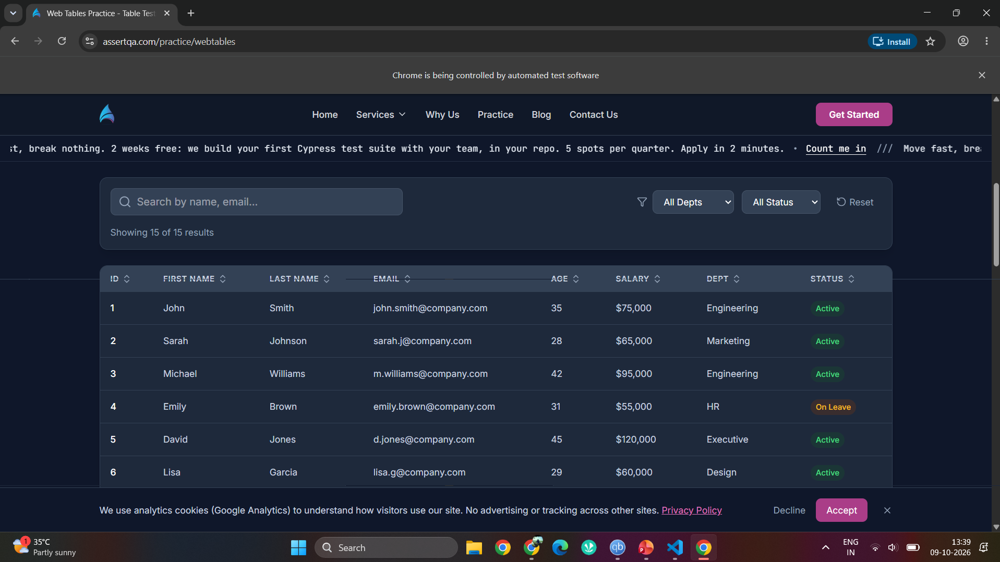 Web Tables Practice - Table Test
assertqa.com/practice/webtables
Install
Chrome is being controlled by automated test software
Home Services Why Us Practice Blog Contact Us Get Started
st, break nothing. 2 weeks free: we build your first Cypress test suite with your team, in your repo. 5 spots per quarter. Apply in 2 minutes. • Count me in /// Move fast, brea
Search by name, email...
All Depts All Status Reset
Showing 15 of 15 results
ID FIRST NAME LAST NAME EMAIL AGE SALARY DEPT STATUS
1 John Smith john.smith@company.com 35 $75,000 Engineering Active
2 Sarah Johnson sarah.j@company.com 28 $65,000 Marketing Active
3 Michael Williams m.williams@company.com 42 $95,000 Engineering Active
4 Emily Brown emily.brown@company.com 31 $55,000 HR On Leave
5 David Jones d.jones@company.com 45 $120,000 Executive Active
6 Lisa Garcia lisa.g@company.com 29 $60,000 Design Active
We use analytics cookies (Google Analytics) to understand how visitors use our site. No advertising or tracking across other sites. Privacy Policy Decline Accept
1 35°C
Partly sunny
Search
qb
P
ENG
IN
13:39
09-10-2026